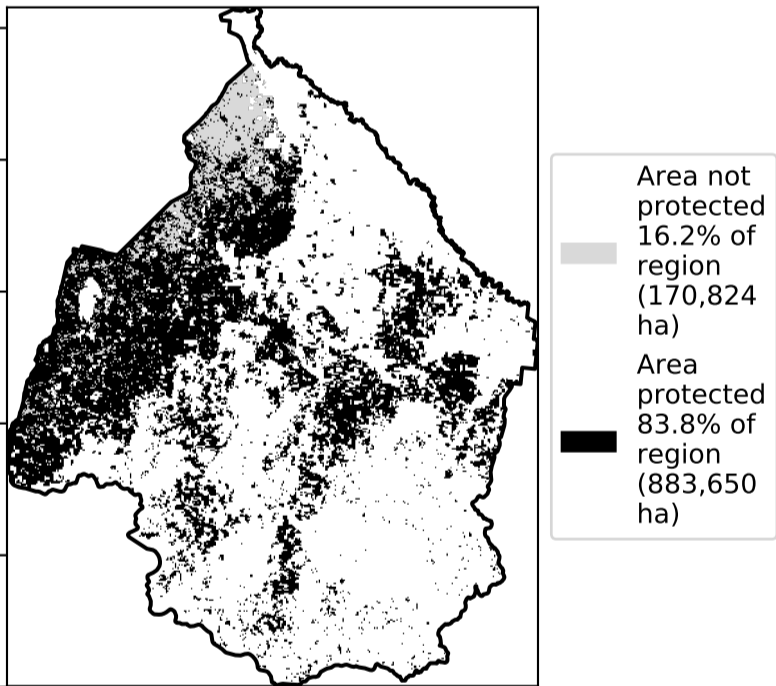 Area not
protected
16.2% of
region
(170,824
ha)
Area
protected
83.8% of
region
(883,650
ha)